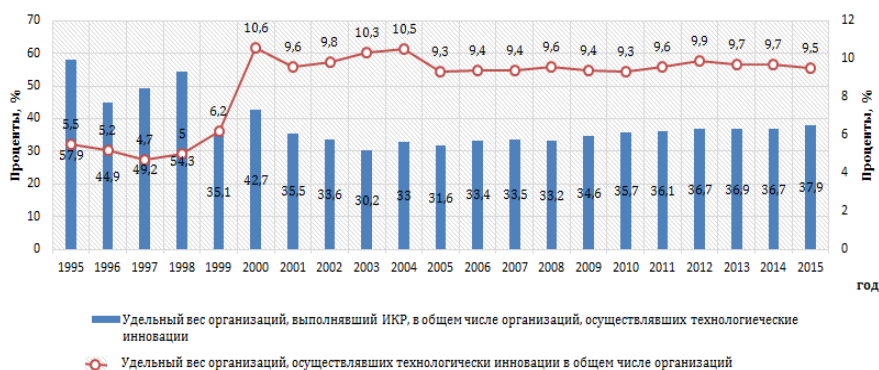 70
60
50
40
30
20
10
0
Проценты, %
12
10
8
6
4
2
0
Проценты, %
5,5 5,2 4,7 5 6,2 10,6 9,6 9,8 10,3 10,5 9,3 9,4 9,4 9,6 9,4 9,3 9,6 9,9 9,7 9,7 9,5
57,9 44,9 49,2 54,3 35,1 42,7 35,5 33,6 30,2 33 31,6 33,4 33,5 33,2 34,6 35,7 36,1 36,7 36,9 36,7 37,9
1995 1996 1997 1998 1999 2000 2001 2002 2003 2004 2005 2006 2007 2008 2009 2010 2011 2012 2013 2014 2015
год
Удельный вес организаций, выполнявший ИКР, в общем числе организаций, осуществлявших технологиеческие
инновации
Удельный вес организаций, осуществлявших технологически инновации в общем числе организаций